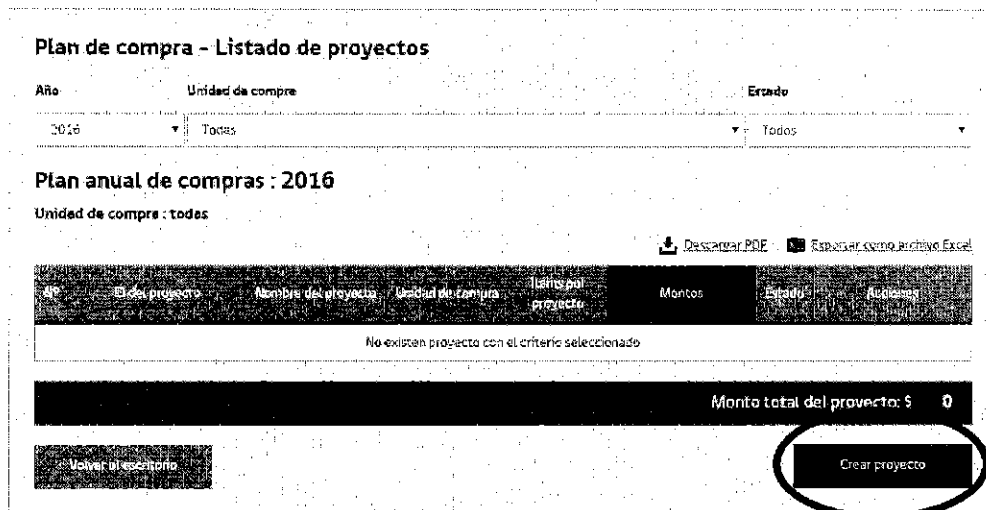 Plan de compra - Listado de proyectos
Año Unidad de compra Estado
2016 Todas Todos
Plan anual de compras : 2016
Unidad de compra : todas
Descargar PDF Exportar como archivo Excel
Nº ID del proyecto Nombre del proyecto Unidad de compra Items por proyecto Montos Estado Acciones
No existen proyecto con el criterio seleccionado
Monto total del proyecto: $ 0
Volver al escritorio Crear proyecto